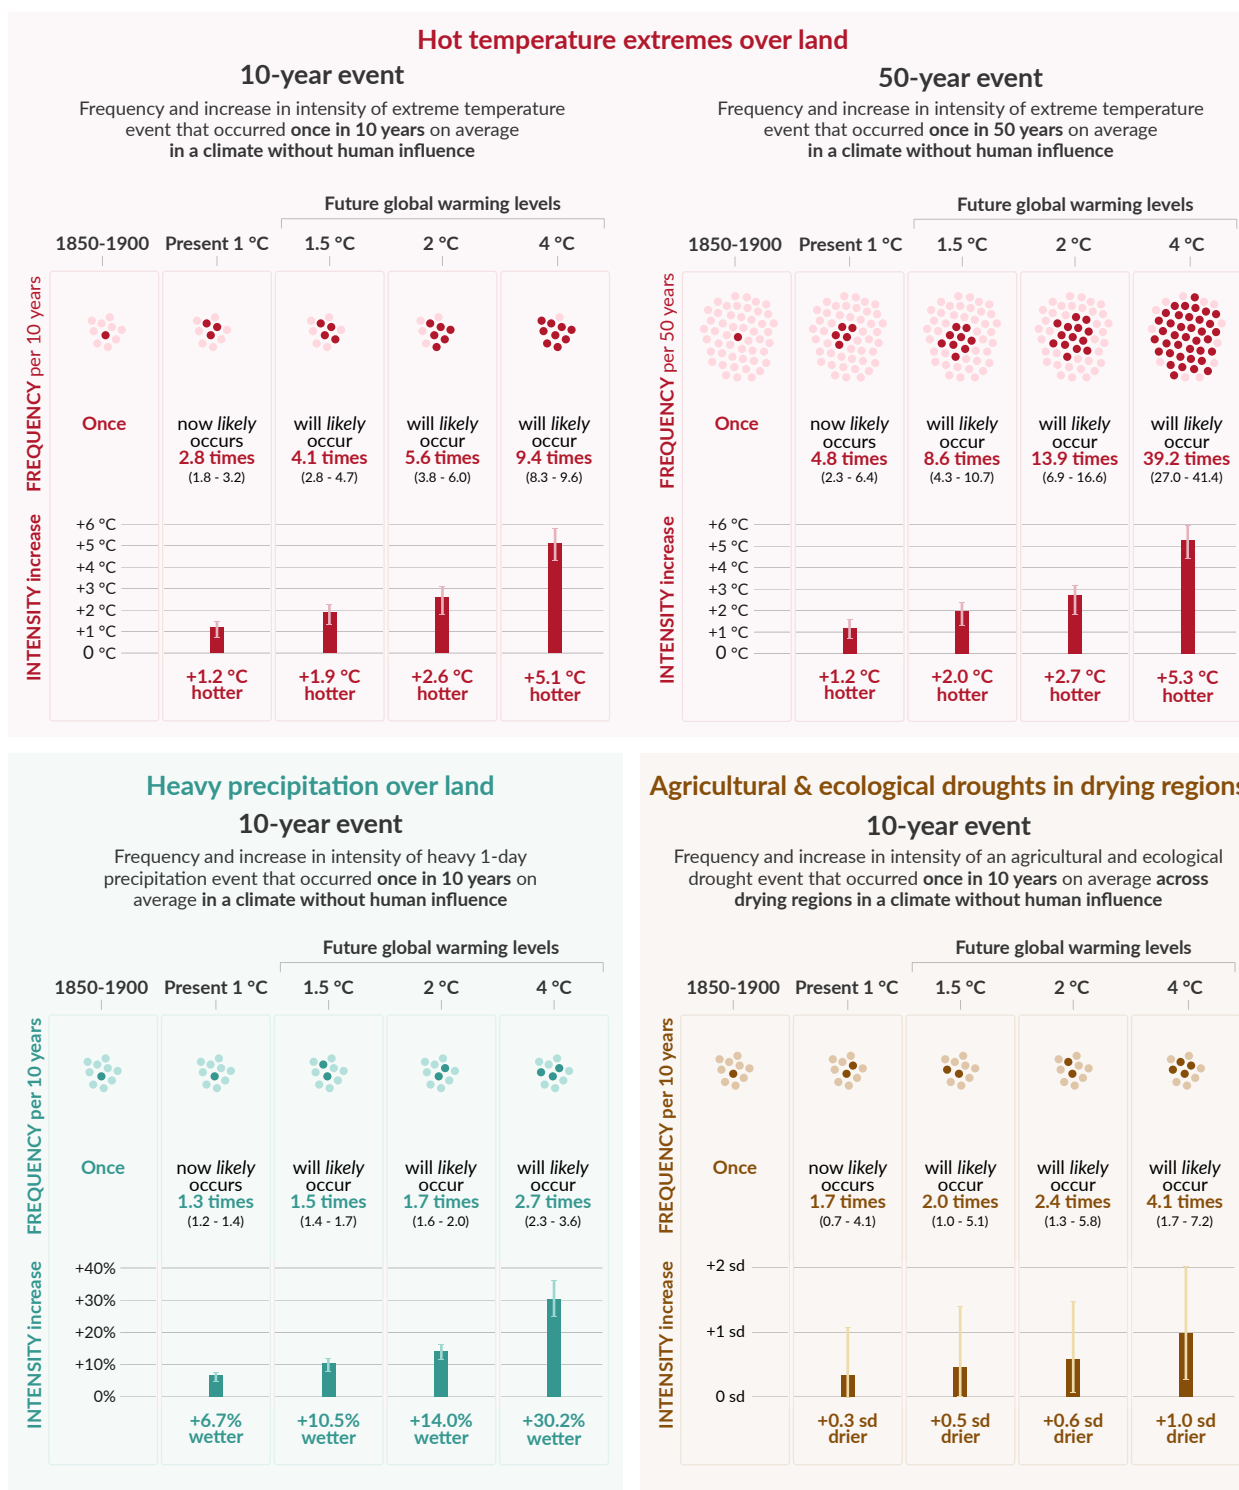 Hot temperature extremes over land
10-year event
Frequency and increase in intensity of extreme temperature
event that occurred once in 10 years on average
in a climate without human influence
Future global warming levels
1850-1900 Present 1 °C 1.5 °C 2 °C 4 °C
FREQUENCY per 10 years
Once
now likely occurs 2.8 times (1.8 - 3.2)
will likely occur 4.1 times (2.8 - 4.7)
will likely occur 5.6 times (3.8 - 6.0)
will likely occur 9.4 times (8.3 - 9.6)
INTENSITY increase
+6 °C
+5 °C
+4 °C
+3 °C
+2 °C
+1 °C
0 °C
+1.2 °C hotter
+1.9 °C hotter
+2.6 °C hotter
+5.1 °C hotter
50-year event
Frequency and increase in intensity of extreme temperature
event that occurred once in 50 years on average
in a climate without human influence
Future global warming levels
1850-1900 Present 1 °C 1.5 °C 2 °C 4 °C
FREQUENCY per 50 years
Once
now likely occurs 4.8 times (2.3 - 6.4)
will likely occur 8.6 times (4.3 - 10.7)
will likely occur 13.9 times (6.9 - 16.6)
will likely occur 39.2 times (27.0 - 41.4)
INTENSITY increase
+6 °C
+5 °C
+4 °C
+3 °C
+2 °C
+1 °C
0 °C
+1.2 °C hotter
+2.0 °C hotter
+2.7 °C hotter
+5.3 °C hotter
Heavy precipitation over land
10-year event
Frequency and increase in intensity of heavy 1-day
precipitation event that occurred once in 10 years on
average in a climate without human influence
Future global warming levels
1850-1900 Present 1 °C 1.5 °C 2 °C 4 °C
FREQUENCY per 10 years
Once
now likely occurs 1.3 times (1.2 - 1.4)
will likely occur 1.5 times (1.4 - 1.7)
will likely occur 1.7 times (1.6 - 2.0)
will likely occur 2.7 times (2.3 - 3.6)
INTENSITY increase
+40%
+30%
+20%
+10%
0%
+6.7% wetter
+10.5% wetter
+14.0% wetter
+30.2% wetter
Agricultural & ecological droughts in drying regions
10-year event
Frequency and increase in intensity of an agricultural and ecological
drought event that occurred once in 10 years on average across
drying regions in a climate without human influence
Future global warming levels
1850-1900 Present 1 °C 1.5 °C 2 °C 4 °C
FREQUENCY per 10 years
Once
now likely occurs 1.7 times (0.7 - 4.1)
will likely occur 2.0 times (1.0 - 5.1)
will likely occur 2.4 times (1.3 - 5.8)
will likely occur 4.1 times (1.7 - 7.2)
INTENSITY increase
+2 sd
+1 sd
0 sd
+0.3 sd drier
+0.5 sd drier
+0.6 sd drier
+1.0 sd drier